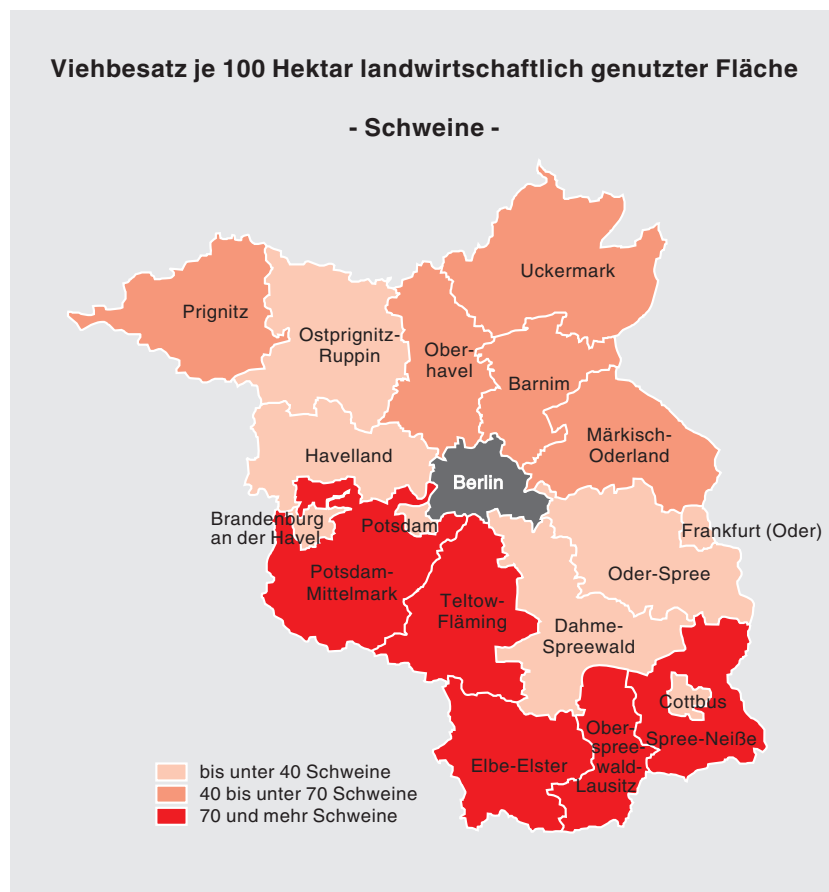 Viehbesatz je 100 Hektar landwirtschaftlich genutzter Fläche
- Schweine -
Uckermark
Prignitz
Ostprignitz-
Ruppin
Ober-
havel
Barnim
Märkisch-
Oderland
Havelland
Berlin
Brandenburg
an der Havel
Potsdam
Frankfurt (Oder)
Potsdam-
Mittelmark
Teltow-
Fläming
Oder-Spree
Dahme-
Spreewald
Cottbus
Spree-Neiße
Ober-
spree-
wald-
Lausitz
Elbe-Elster
bis unter 40 Schweine
40 bis unter 70 Schweine
70 und mehr Schweine